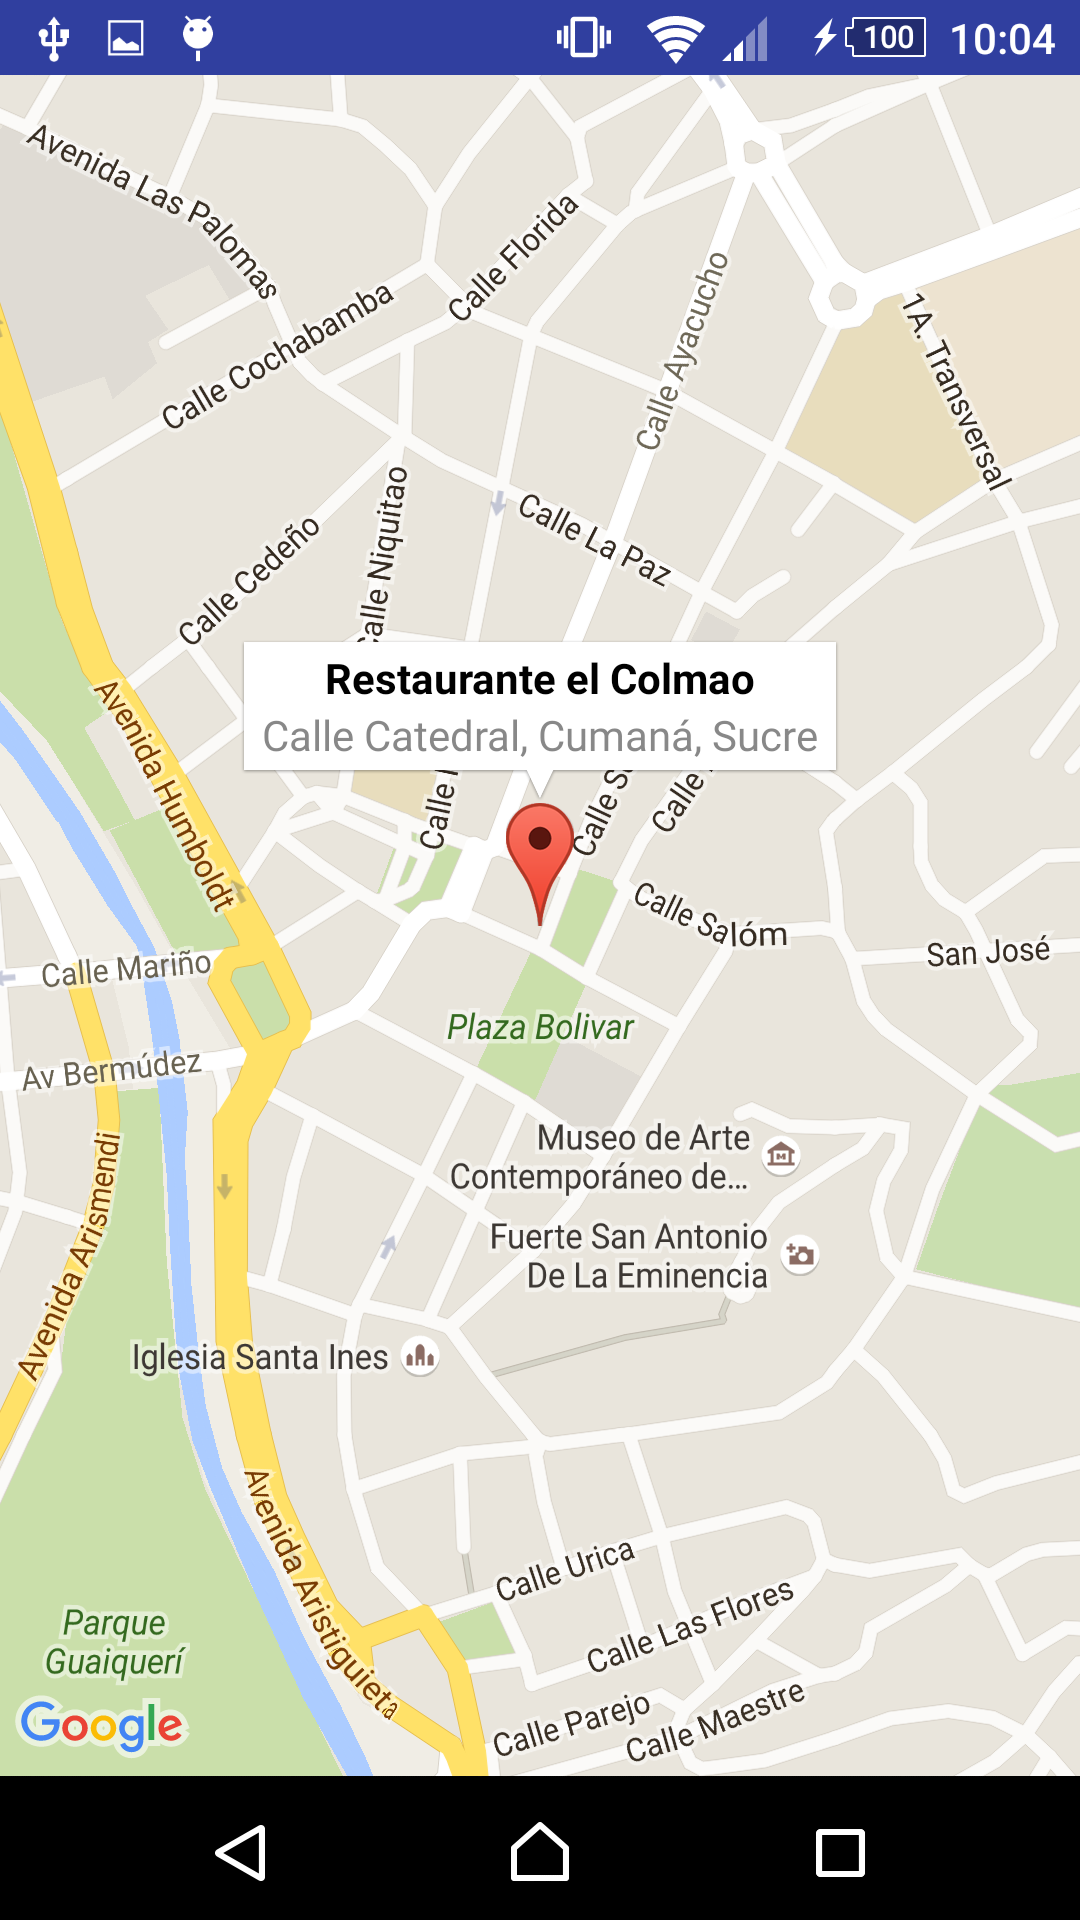 100 10:04
Avenida Las Palomas
Calle Florida
Calle Cochabamba
Calle Ayacucho
1A. Transversal
Calle Niquitao
Calle La Paz
Calle Cedeño
Restaurante el Colmao
Calle Catedral, Cumaná, Sucre
Avenida Humboldt
Calle
Calle
Calle
Calle Salóm
San José
Calle Mariño
Plaza Bolivar
Av Bermúdez
Museo de Arte
Contemporáneo de...
Avenida Arismendi
Fuerte San Antonio
De La Eminencia
Iglesia Santa Ines
Avenida Aristiguieta
Calle Urica
Calle Las Flores
Parque
Guaiquerí
Calle Parejo
Calle Maestre
Google